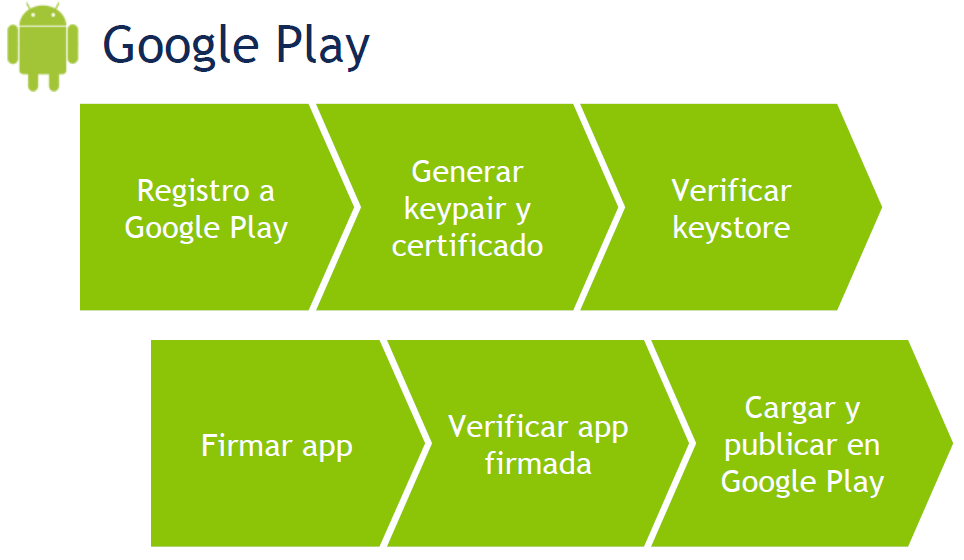 Google Play
Registro a
Google Play
Generar
keypair y
certificado
Verificar
keystore
Firmar app
Verificar app
firmada
Cargar y
publicar en
Google Play